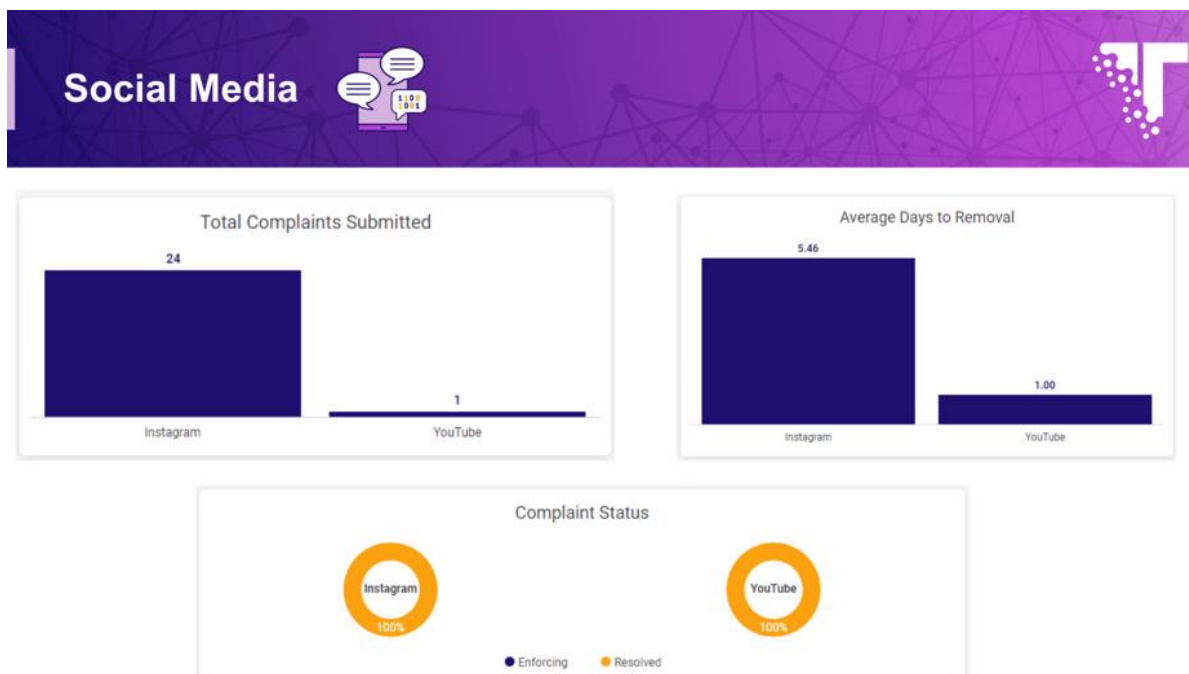 Social Media
1100
1001
Total Complaints Submitted
24
1
Instagram YouTube
Average Days to Removal
5.46
1.00
Instagram YouTube
Complaint Status
Instagram YouTube
100% 100%
Enforcing Resolved